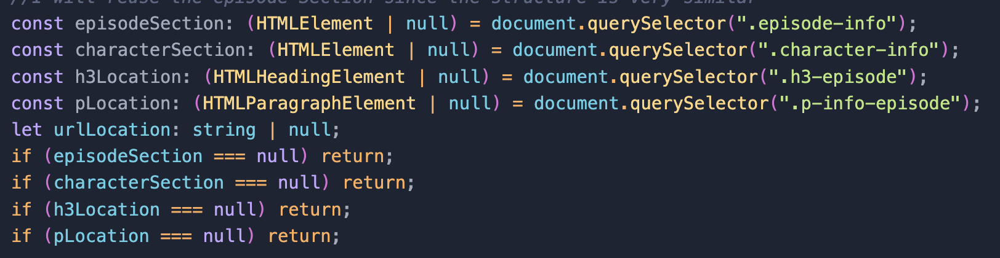 //I will reuse the episode Section since the structure is very similar
const episodeSection: (HTMLElement | null) = document.querySelector(".episode-info");
const characterSection: (HTMLElement | null) = document.querySelector(".character-info");
const h3Location: (HTMLHeadingElement | null) = document.querySelector(".h3-episode");
const pLocation: (HTMLParagraphElement | null) = document.querySelector(".p-info-episode");
let urlLocation: string | null;
if (episodeSection === null) return;
if (characterSection === null) return;
if (h3Location === null) return;
if (pLocation === null) return;